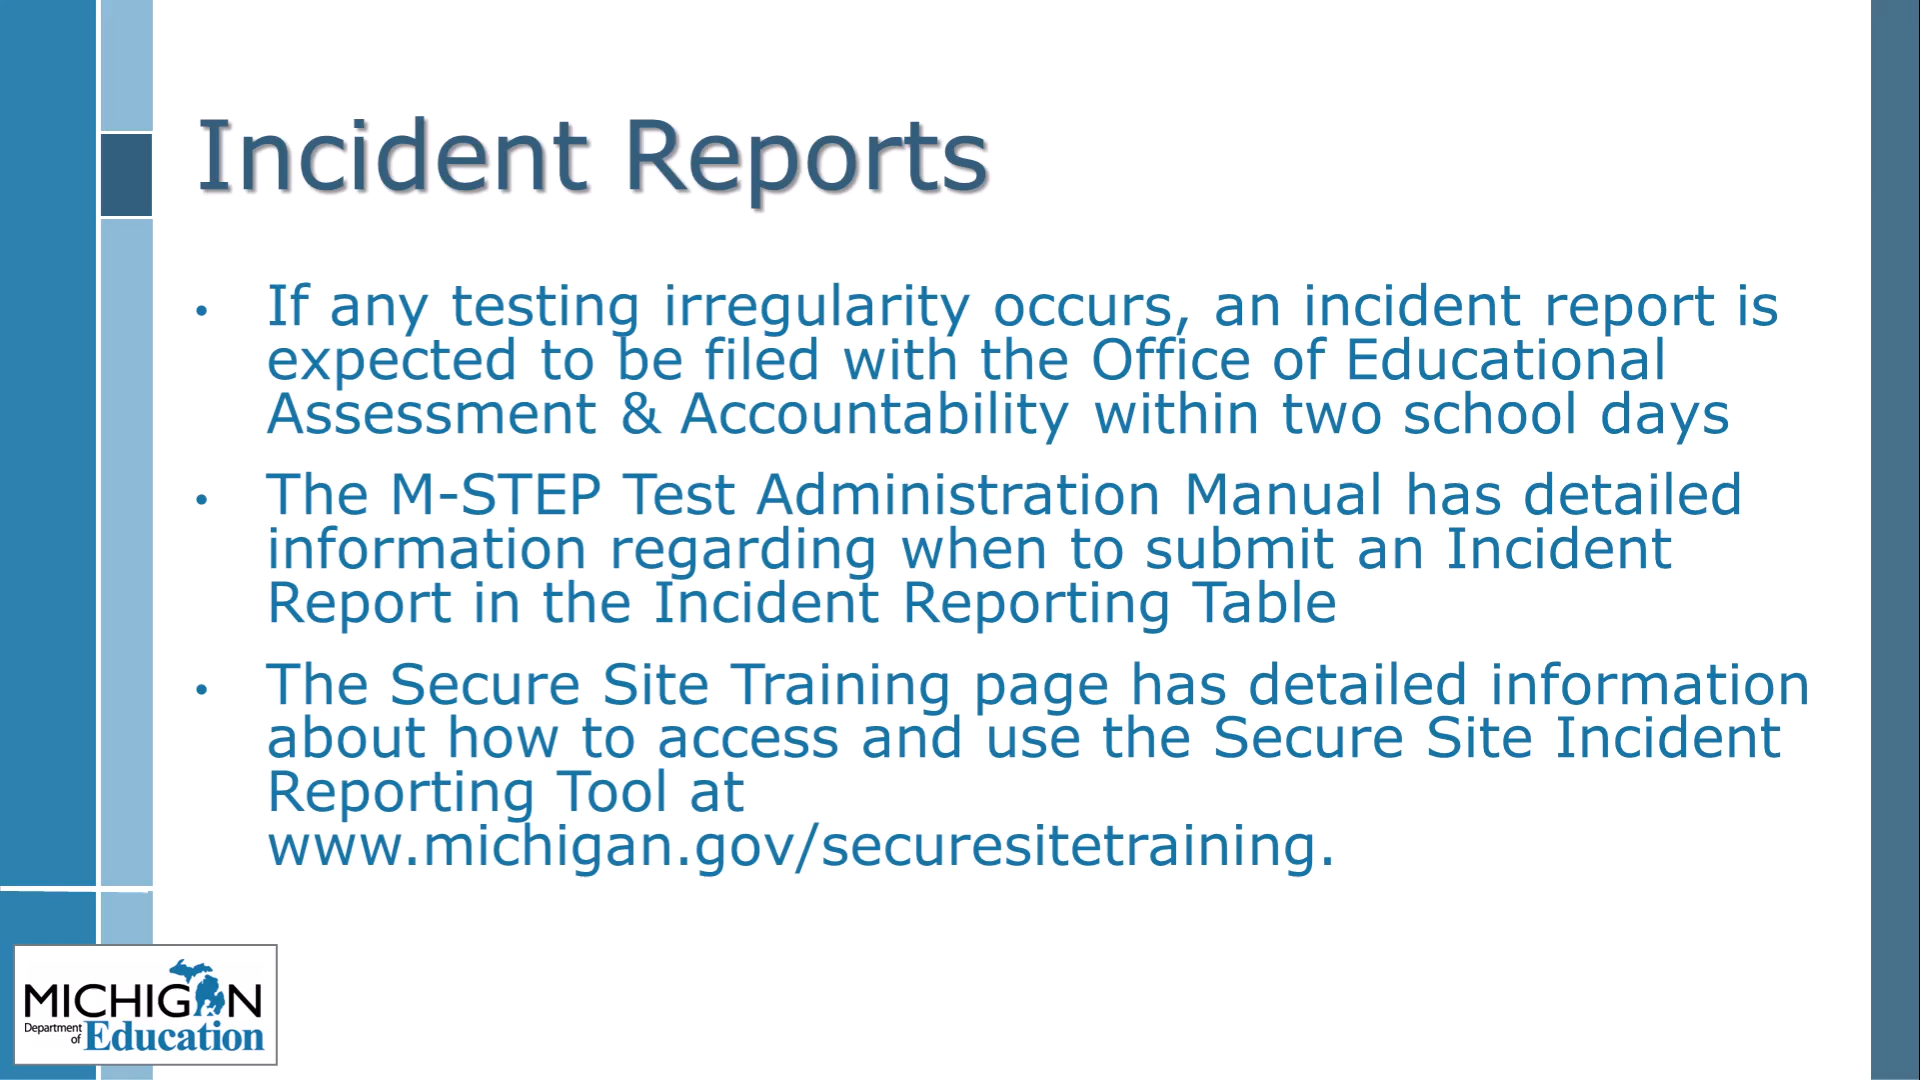 Incident Reports
• If any testing irregularity occurs, an incident report is
expected to be filed with the Office of Educational
Assessment & Accountability within two school days
• The M-STEP Test Administration Manual has detailed
information regarding when to submit an Incident
Report in the Incident Reporting Table
• The Secure Site Training page has detailed information
about how to access and use the Secure Site Incident
Reporting Tool at
www.michigan.gov/securesitetraining.
MICHIGAN
Department
of Education